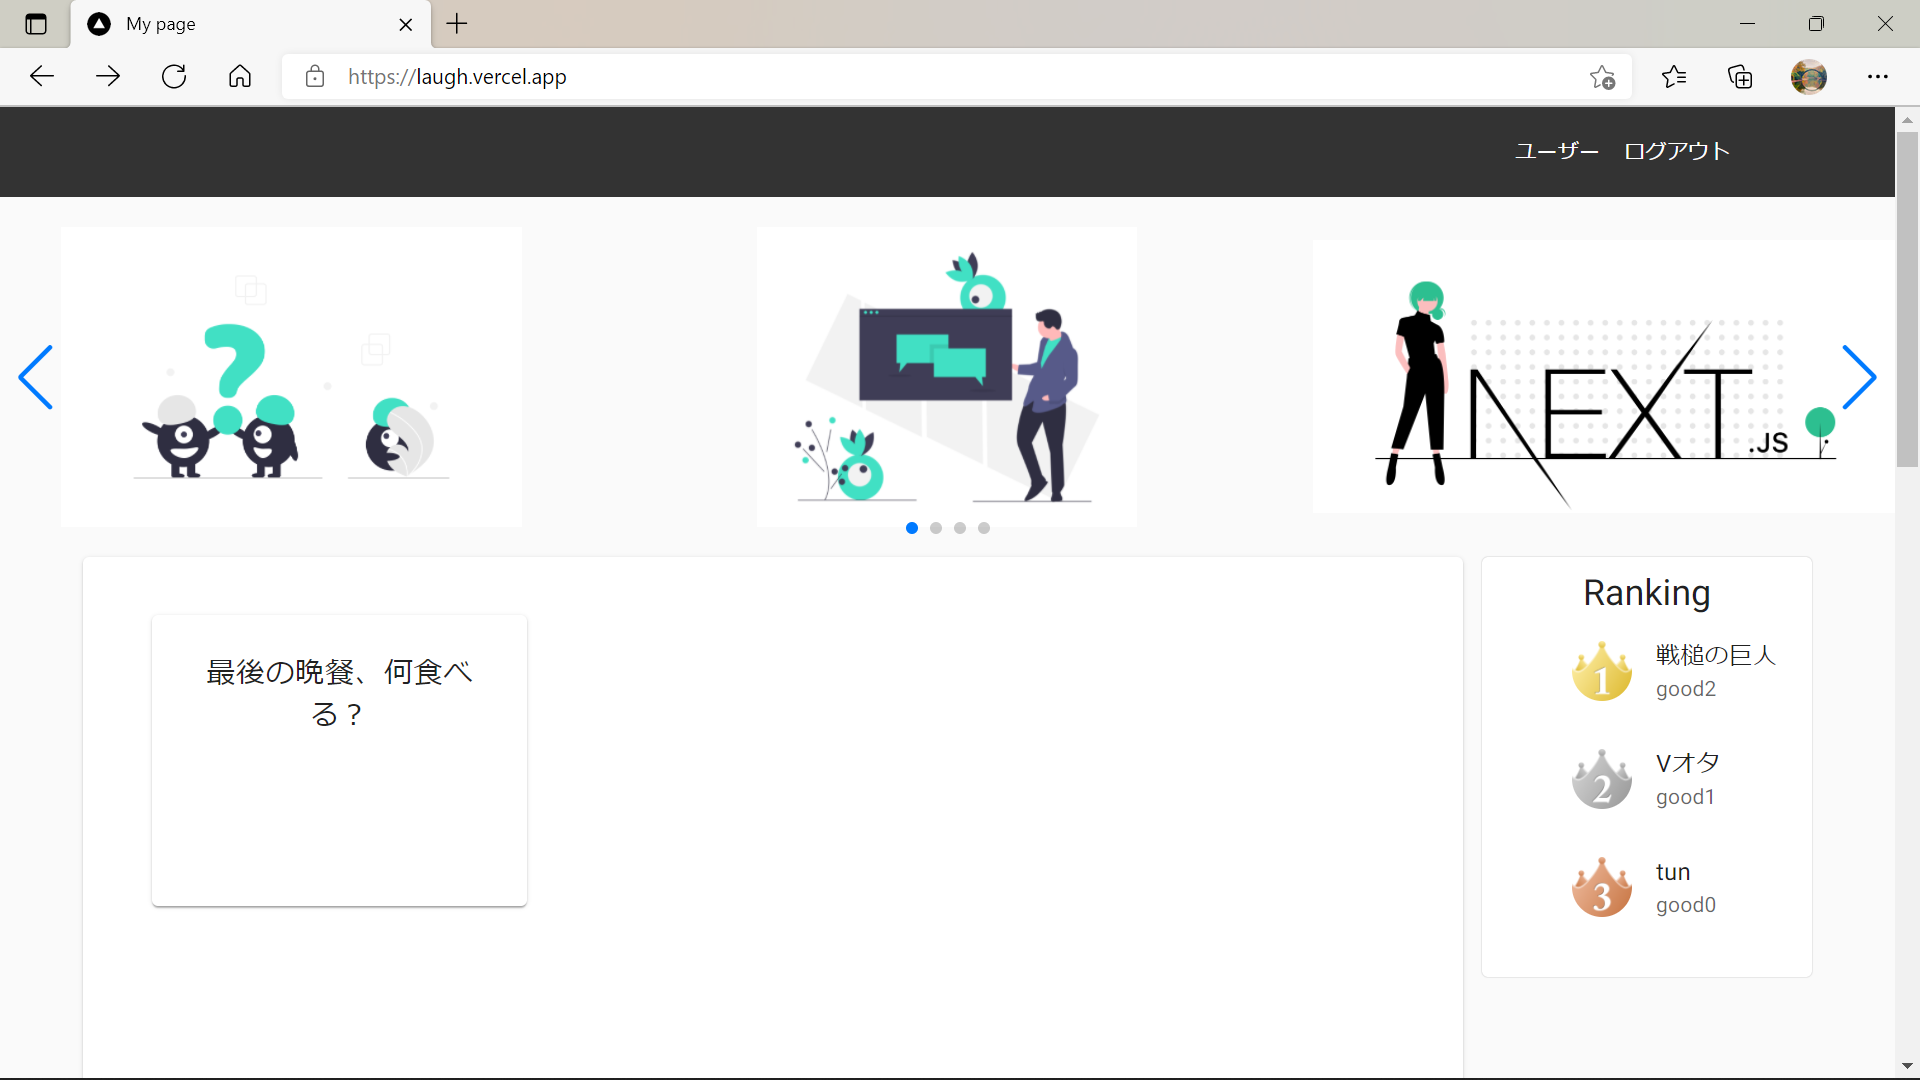 My page
https://laugh.vercel.app
ユーザー ログアウト
?
NEXT
.JS
最後の晩餐、何食べ
る？
Ranking
1
戦槌の巨人
good2
2
Vオタ
good1
3
tun
good0